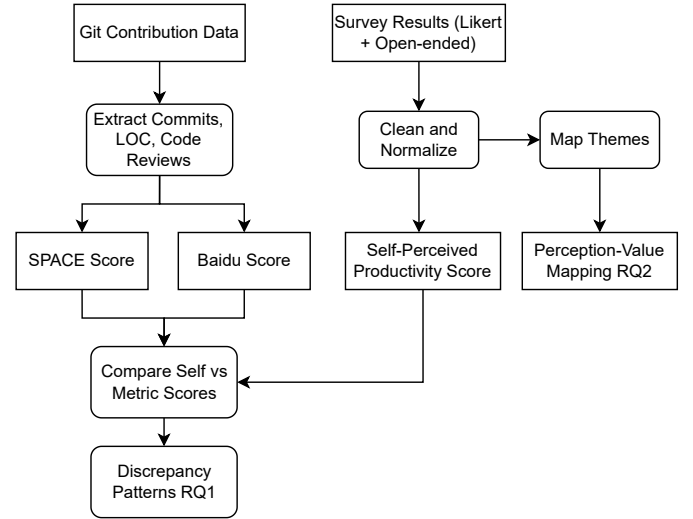 Git Contribution Data
Survey Results (Likert
+ Open-ended)
Extract Commits,
LOC, Code
Reviews
Clean and
Normalize
Map Themes
SPACE Score
Baidu Score
Self-Perceived
Productivity Score
Perception-Value
Mapping RQ2
Compare Self vs
Metric Scores
Discrepancy
Patterns RQ1